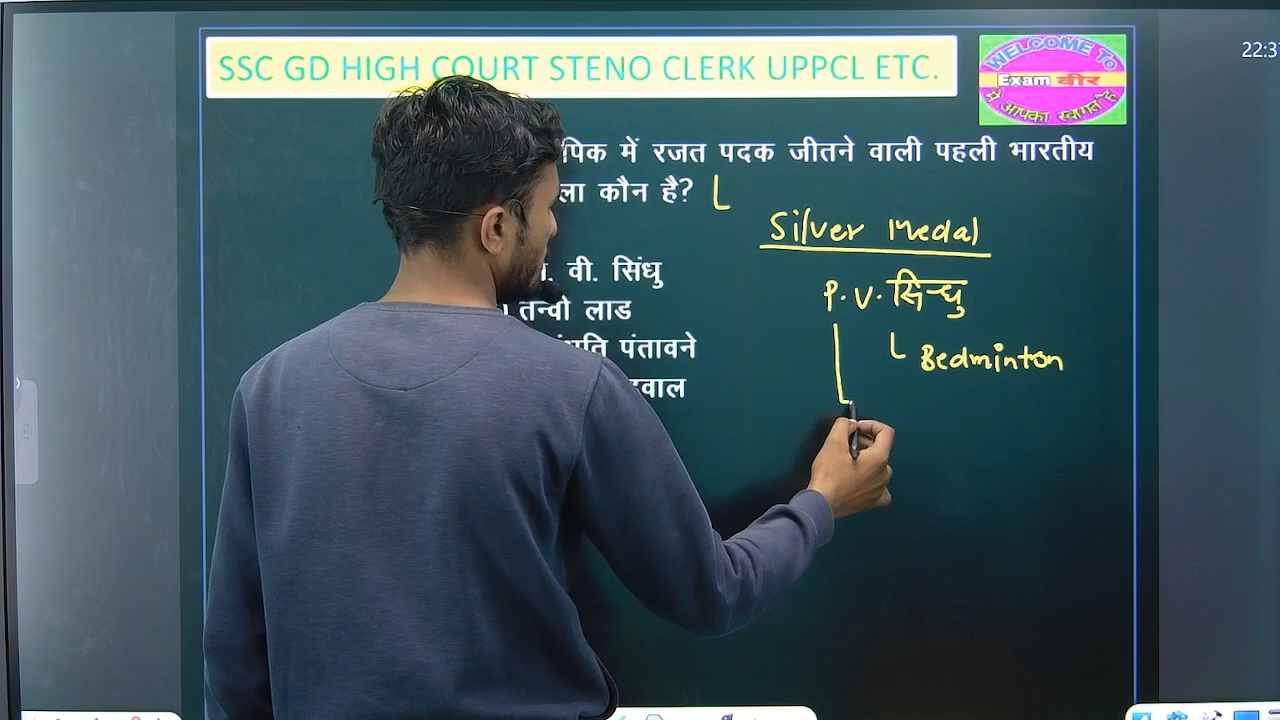 SSC GD HIGH COURT STENO CLERK UPPCL ETC.
WELCOME TO
Exam वीर
में आपका स्वागत है
22:3
में रजत पदक जीतने वाली पहली भारतीय
कौन है?
Silver Medal
वी. सिंधु
P. V. सिन्धु
तन्वी लाड
पंतावने
Bedminton